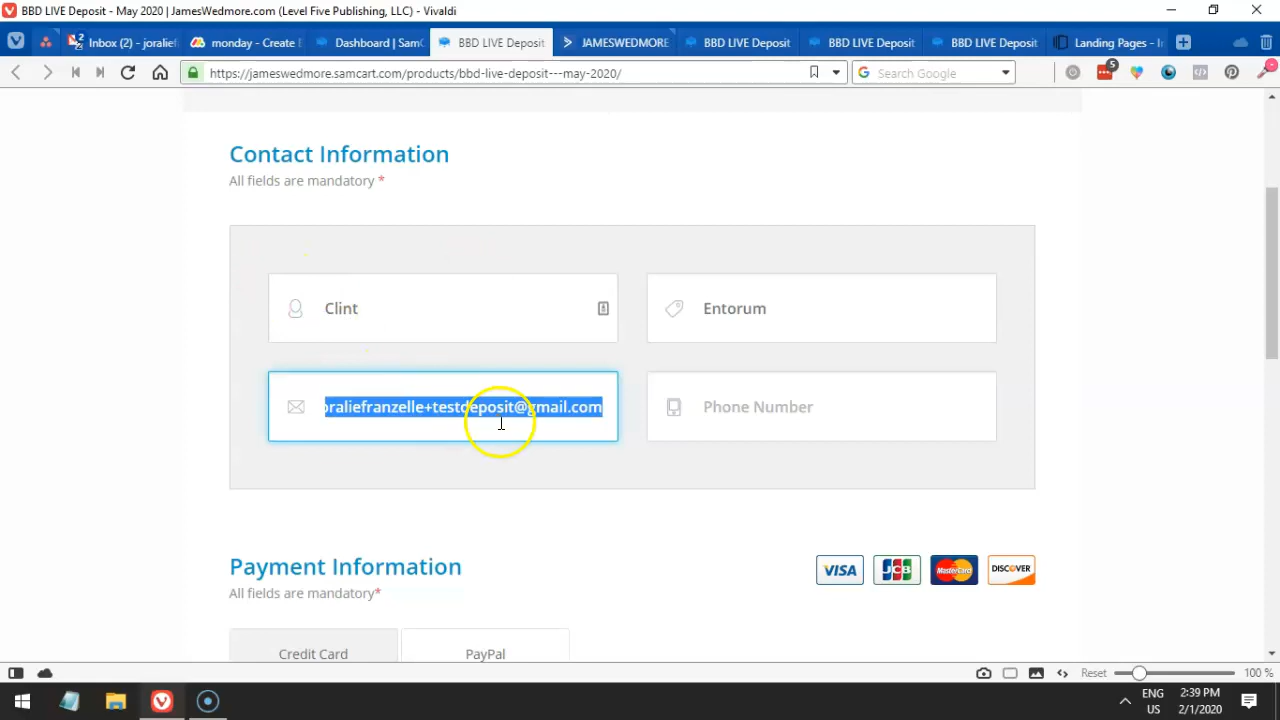 BBD LIVE Deposit - May 2020 | JamesWedmore.com (Level Five Publishing, LLC) - Vivaldi
Inbox (2) - joralief
monday - Create B
Dashboard | SamC
BBD LIVE Deposit
JAMESWEDMORE
BBD LIVE Deposit
BBD LIVE Deposit
BBD LIVE Deposit
Landing Pages - I
https://jameswedmore.samcart.com/products/bbd-live-deposit---may-2020/
Search Google
5
Contact Information
All fields are mandatory *
Clint
Entorum
oraliefranzelle+testdeposit@gmail.com
Phone Number
Payment Information
All fields are mandatory*
VISA
JCB
MasterCard
DISCOVER
Credit Card
PayPal
Reset
100 %
ENG
US
2:39 PM
2/1/2020